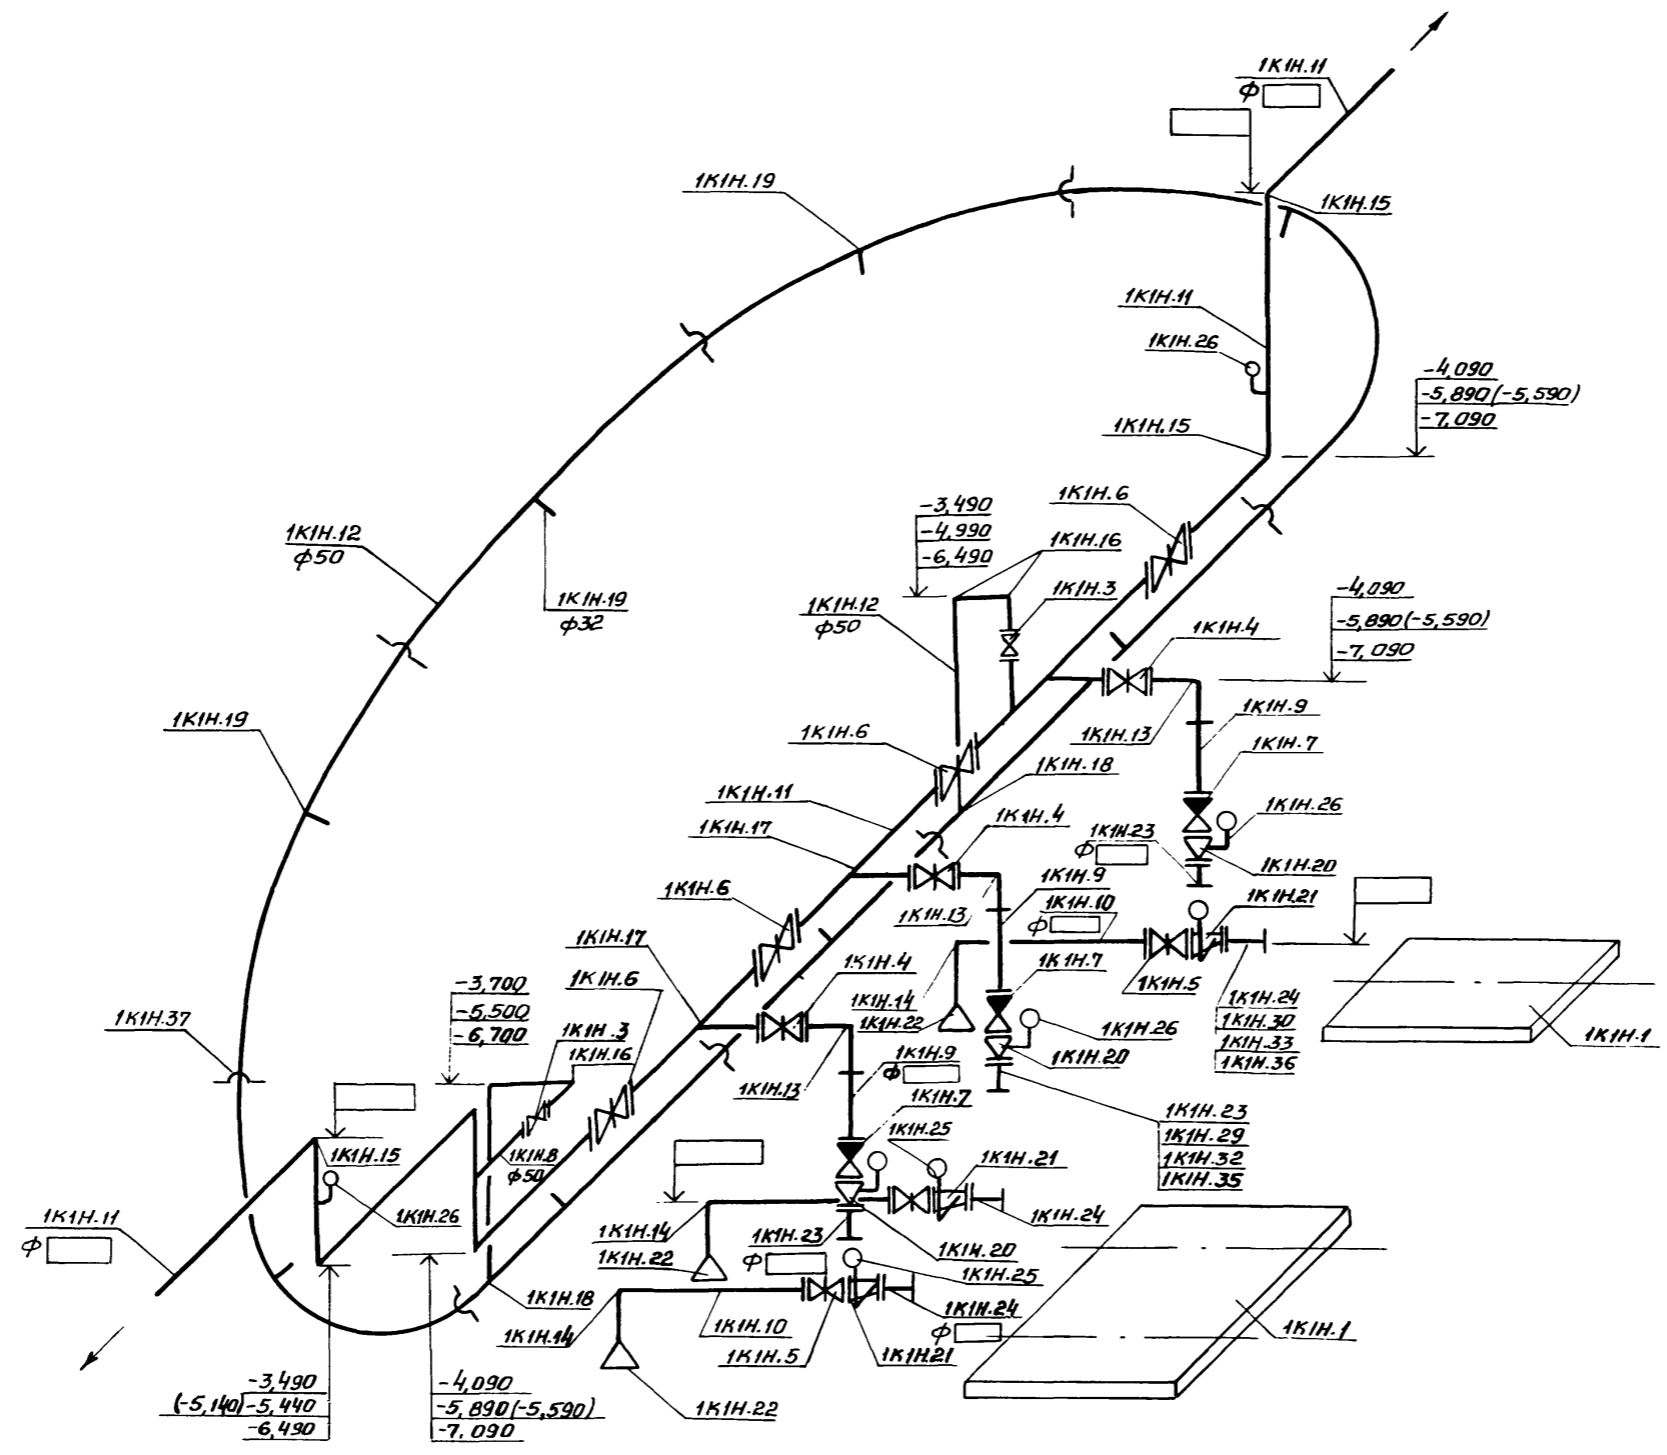 1К1Н.11
ф
1К1Н.19
1К1Н.15
1К1Н.11
1К1Н.26
-4,090
-5,890(-5,590)
-7,090
1К1Н.15
1К1Н.6
-3,490
-4,990
-6,490
1К1Н.16
1К1Н.12
ф50
1К1Н.19
ф32
1К1Н.12
ф50
1К1Н.3
-4,090
-5,890(-5,590)
-7,090
1К1Н.4
1К1Н.19
1К1Н.6
1К1Н.13
1К1Н.9
1К1Н.7
1К1Н.18
1К1Н.11
1К1Н.17
1К1Н.4
1К1Н.26
1К1Н.23
ф
1К1Н.20
1К1Н.6
1К1Н.9
1К1Н.10
ф
1К1Н.13
1К1Н.21
1К1Н.17
1К1Н.4
1К1Н.7
1К1Н.5
-3,700
-5,500
-6,700
1К1Н.6
1К1Н.3
1К1Н.16
1К1Н.14
1К1Н.22
1К1Н.24
1К1Н.30
1К1Н.33
1К1Н.36
1К1Н.1
1К1Н.37
1К1Н.26
1К1Н.20
1К1Н.9
ф
1К1Н.13
1К1Н.7
1К1Н.23
1К1Н.29
1К1Н.32
1К1Н.35
1К1Н.25
1К1Н.15
1К1Н.8
ф50
1К1Н.21
1К1Н.11
ф
1К1Н.26
1К1Н.14
1К1Н.23
ф
1К1Н.24
1К1Н.22
1К1Н.20
1К1Н.25
1К1Н.18
1К1Н.14
1К1Н.10
1К1Н.24
ф
1К1Н.5
1К1Н.21
1К1Н.1
-3,490
(-5,140)-5,440
-6,490
-4,090
-5,890(-5,590)
-7,090
1К1Н.22